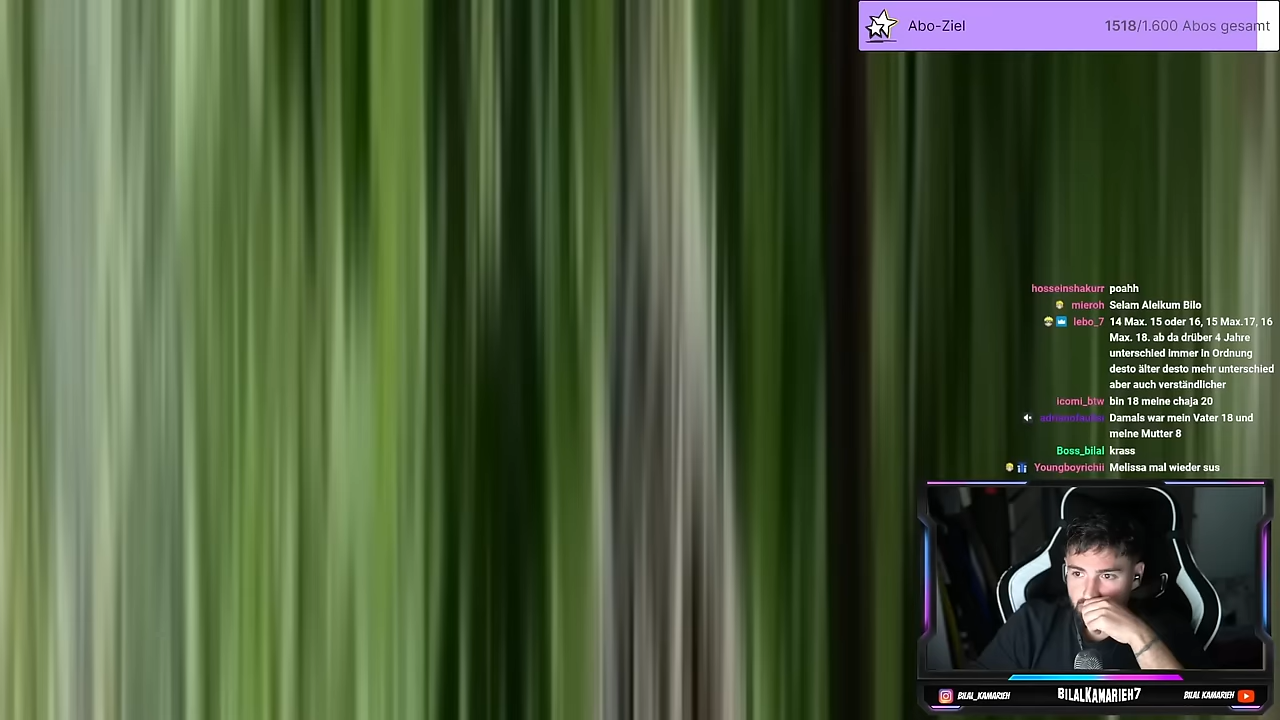 Abo-Ziel
1518/1.600 Abos gesamt
hosseinshakurr poahh
mieroh Selam Aleikum Bilo
lebo_7 14 Max. 15 oder 16, 15 Max.17, 16
Max. 18. ab da drüber 4 Jahre
unterschied immer in Ordnung
desto älter desto mehr unterschied
aber auch verständlicher
icomi_btw bin 18 meine chaja 20
Damals war mein Vater 18 und
meine Mutter 8
Boss_bilal krass
Youngboyrichii Melissa mal wieder sus
BILAL_KAMARIEH
BILALKAMARIEH7
BILAL KAMARIEH